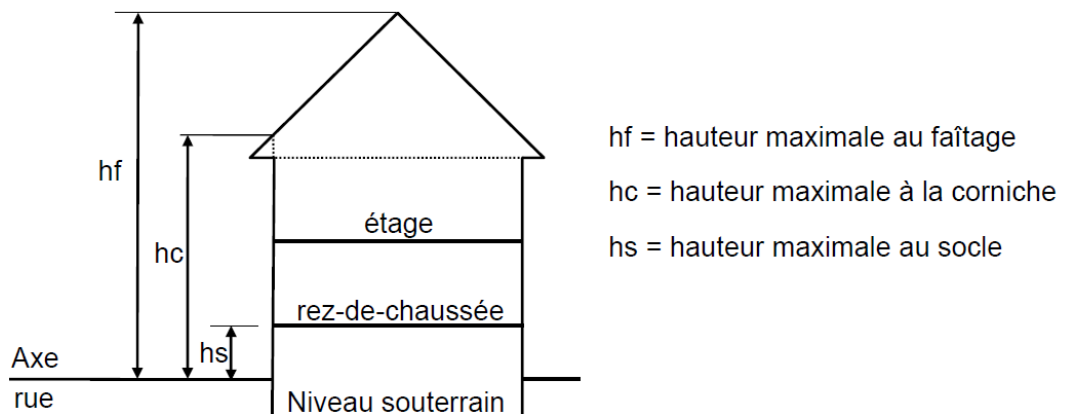 hf = hauteur maximale au faîtage
hf
hc = hauteur maximale à la corniche
étage
hc
hs = hauteur maximale au socle
rez-de-chaussée
hs
Axe
rue
Niveau souterrain